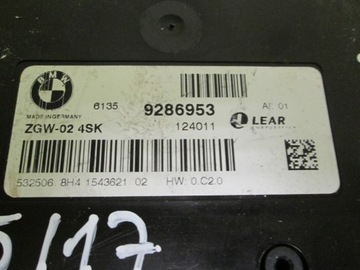 BMW
MADE IN GERMANY
6135 9286953 AE 01
ZGW-02 4SK 124011 LEAR
CORPORATION
532506 8H4 1543621 02 HW: 0.C2.0
5/17